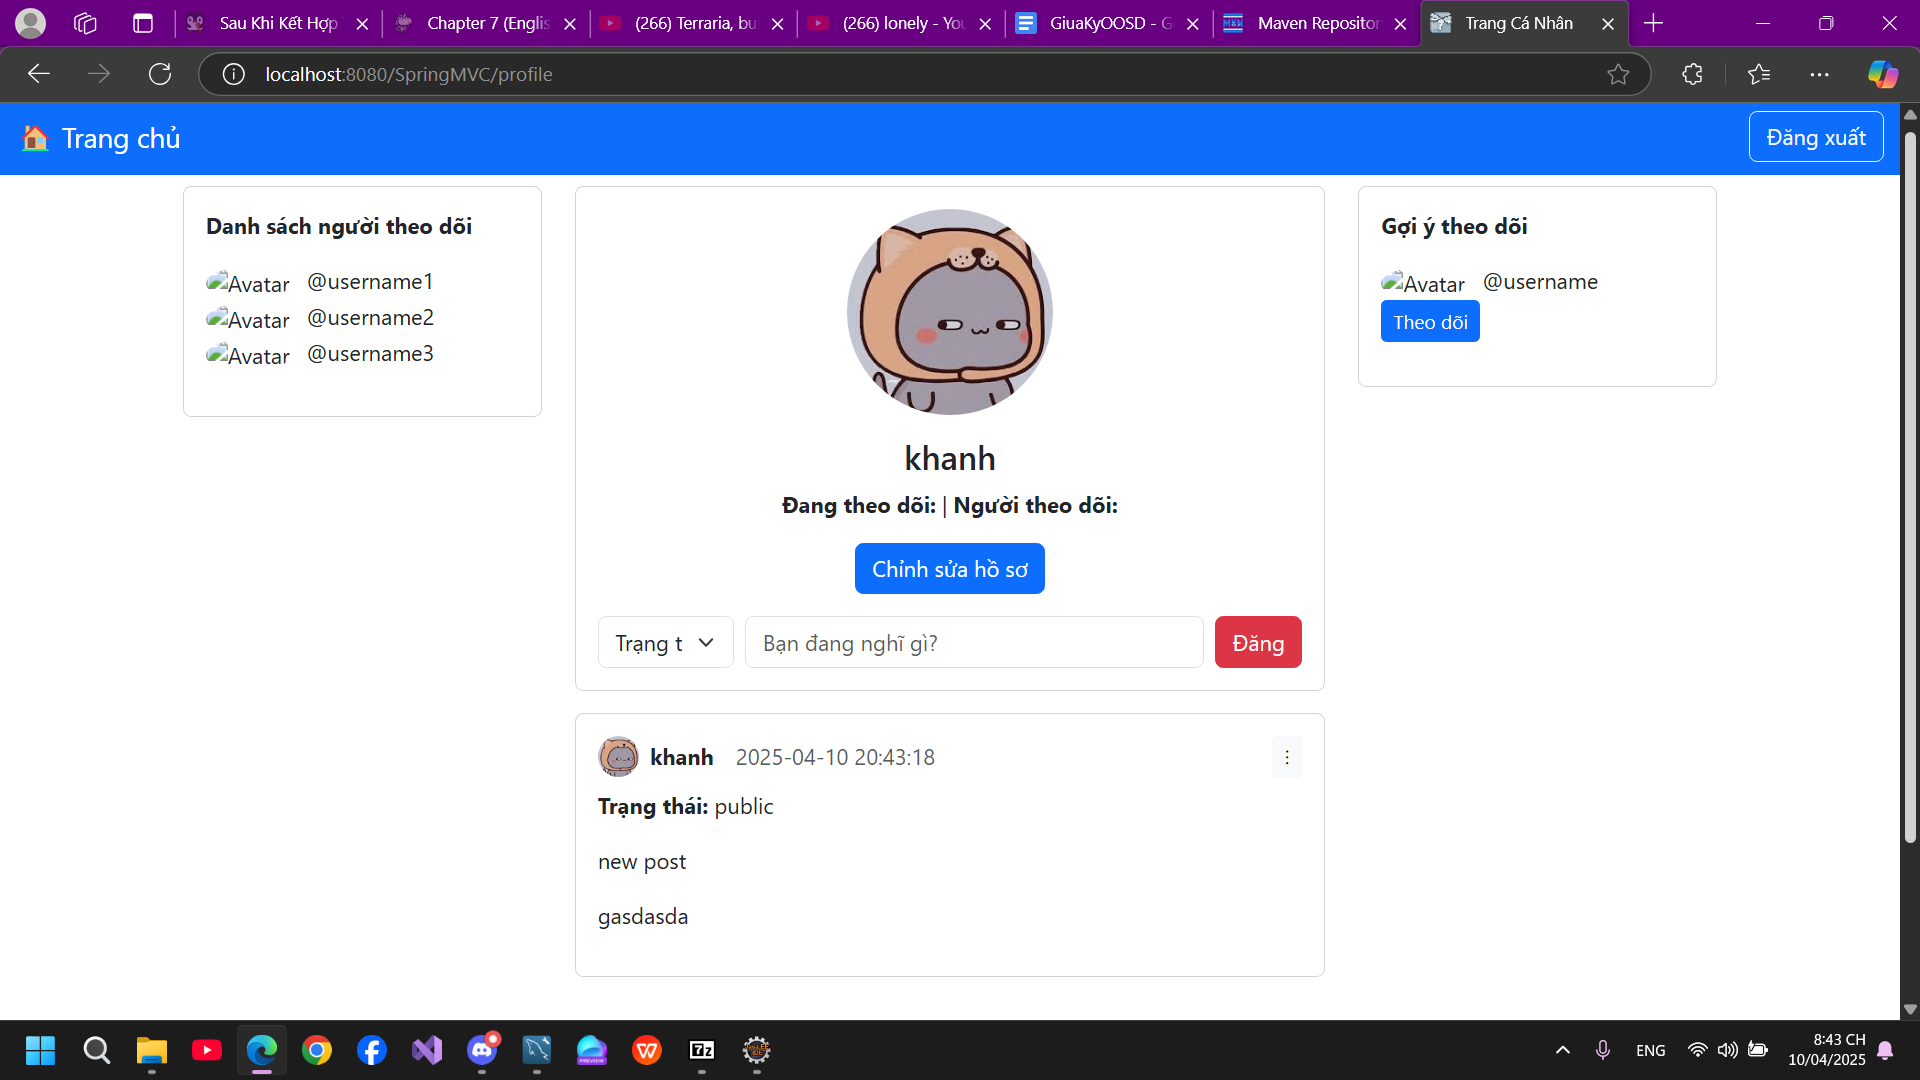 Sau Khi Kết Hợp
Chapter 7 (Englis
(266) Terraria, bu
(266) lonely - You
GiuaKyOOSD - G
Maven Repositor
Trang Cá Nhân
localhost:8080/SpringMVC/profile
Trang chủ
Đăng xuất
Danh sách người theo dõi
Avatar @username1
Avatar @username2
Avatar @username3
khanh
Đang theo dõi: | Người theo dõi:
Chỉnh sửa hồ sơ
Trạng t
Bạn đang nghĩ gì?
Đăng
khanh 2025-04-10 20:43:18
Trạng thái: public
new post
gasdasda
Gợi ý theo dõi
Avatar @username
Theo dõi
PREVIEW
7z
ENG
8:43 CH
10/04/2025